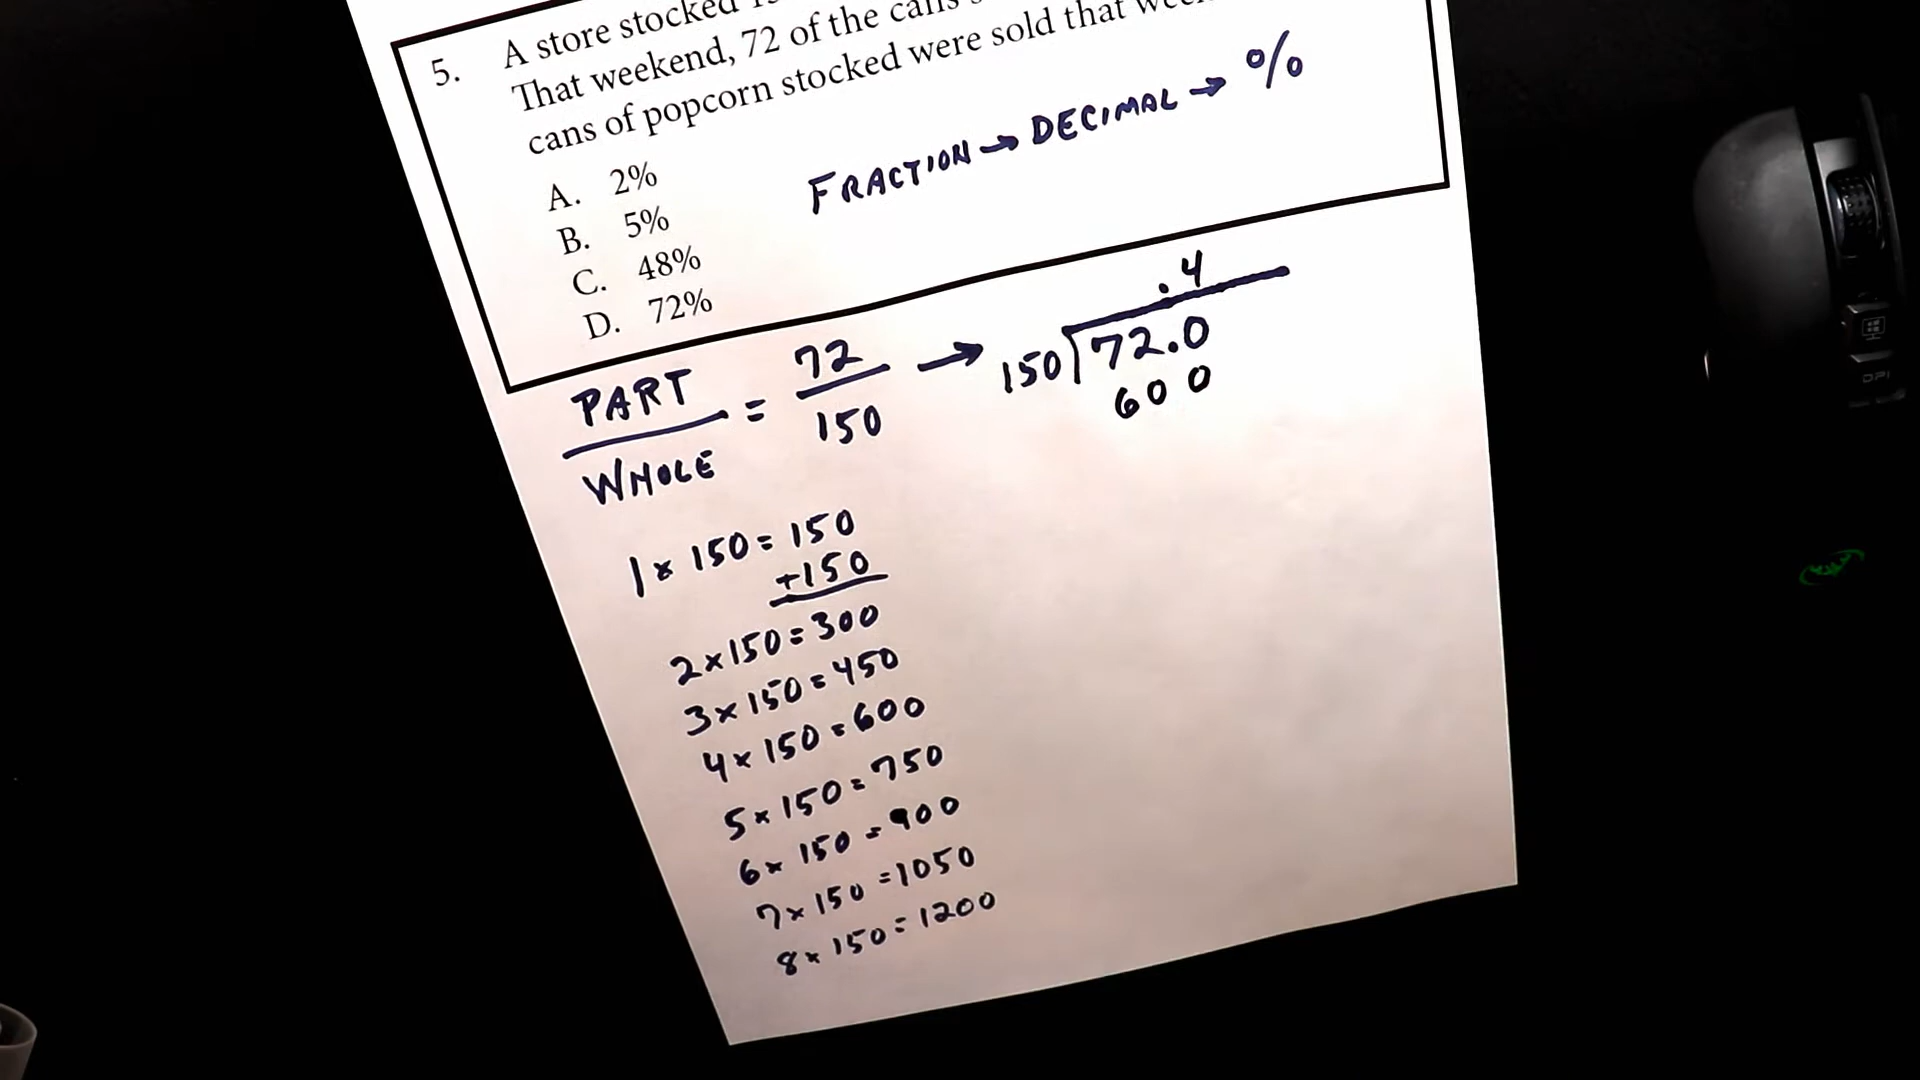 5. A store stocked
That weekend, 72 of the cans
cans of popcorn stocked were sold that
A. 2%
B. 5%
C. 48%
D. 72%
FRACTION → DECIMAL → %
PART = 72 → 150
WHOLE 150
.4
72.0
600
1 × 150 = 150
+150
2 × 150 = 300
3 × 150 = 450
4 × 150 = 600
5 × 150 = 750
6 × 150 = 900
7 × 150 = 1050
8 × 150 = 1200
DPI